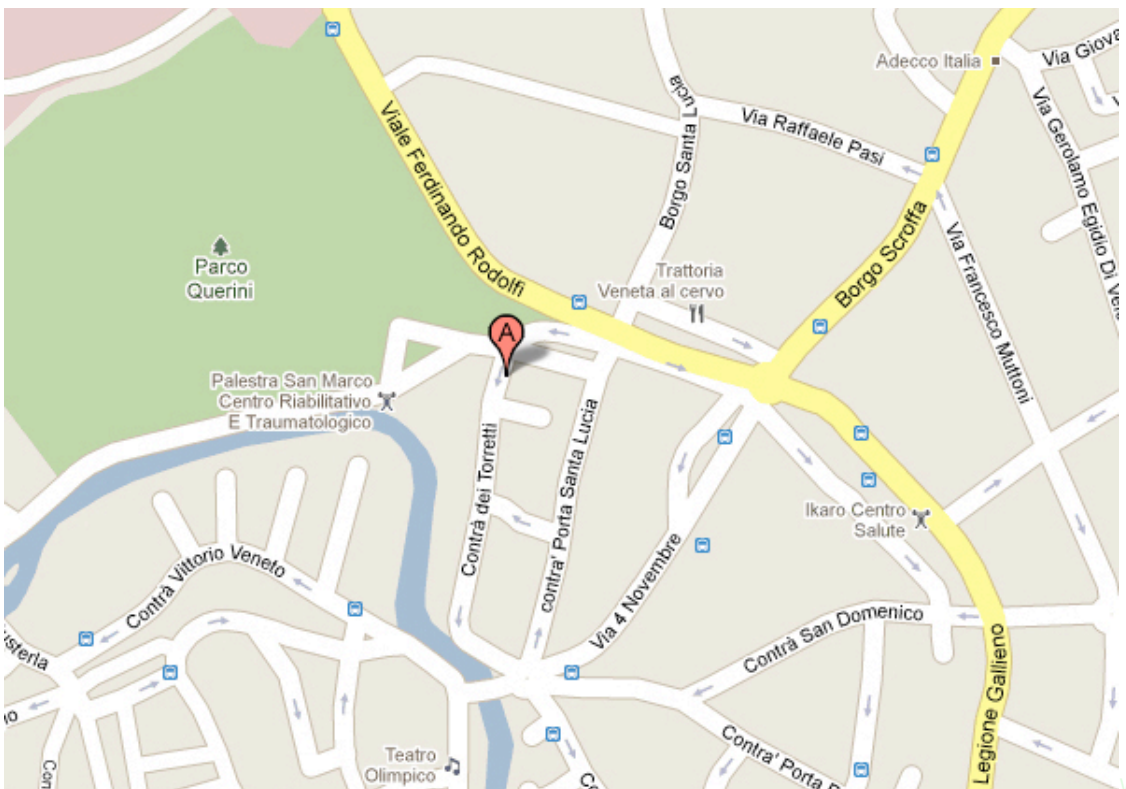 Adecco Italia
Via Giova
Viale Ferdinando Rodolfi
Borgo Santa Lucia
Via Raffaele Pasi
Via Gerolamo Egidio Di Vele
Borgo Scroffa
Via Francesco Muttoni
Parco
Querini
Trattoria
Veneta al cervo
A
Palestra San Marco
Centro Riabilitativo
E Traumatologico
Contrà dei Torretti
contra' Porta Santa Lucia
Ikaro Centro
Salute
Contrà Vittorio Veneto
Via 4 Novembre
Contrà San Domenico
Legione Gallieno
Contra' Porta
Teatro
Olimpico
Con
Co